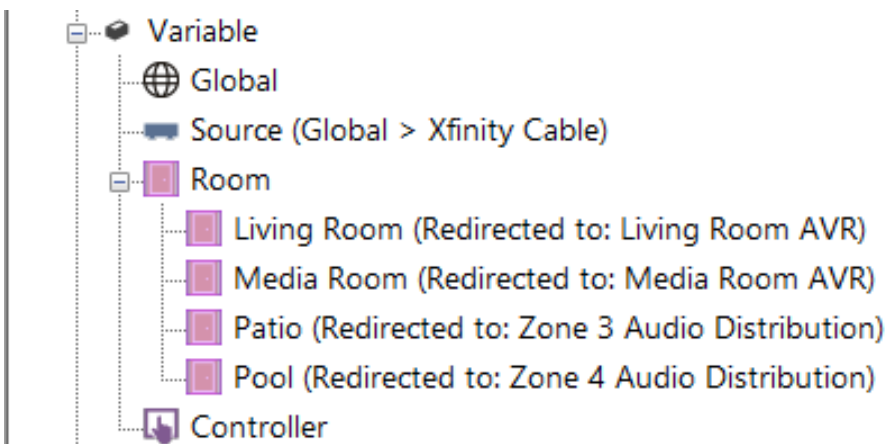 Variable
Global
Source (Global > Xfinity Cable)
Room
Living Room (Redirected to: Living Room AVR)
Media Room (Redirected to: Media Room AVR)
Patio (Redirected to: Zone 3 Audio Distribution)
Pool (Redirected to: Zone 4 Audio Distribution)
Controller